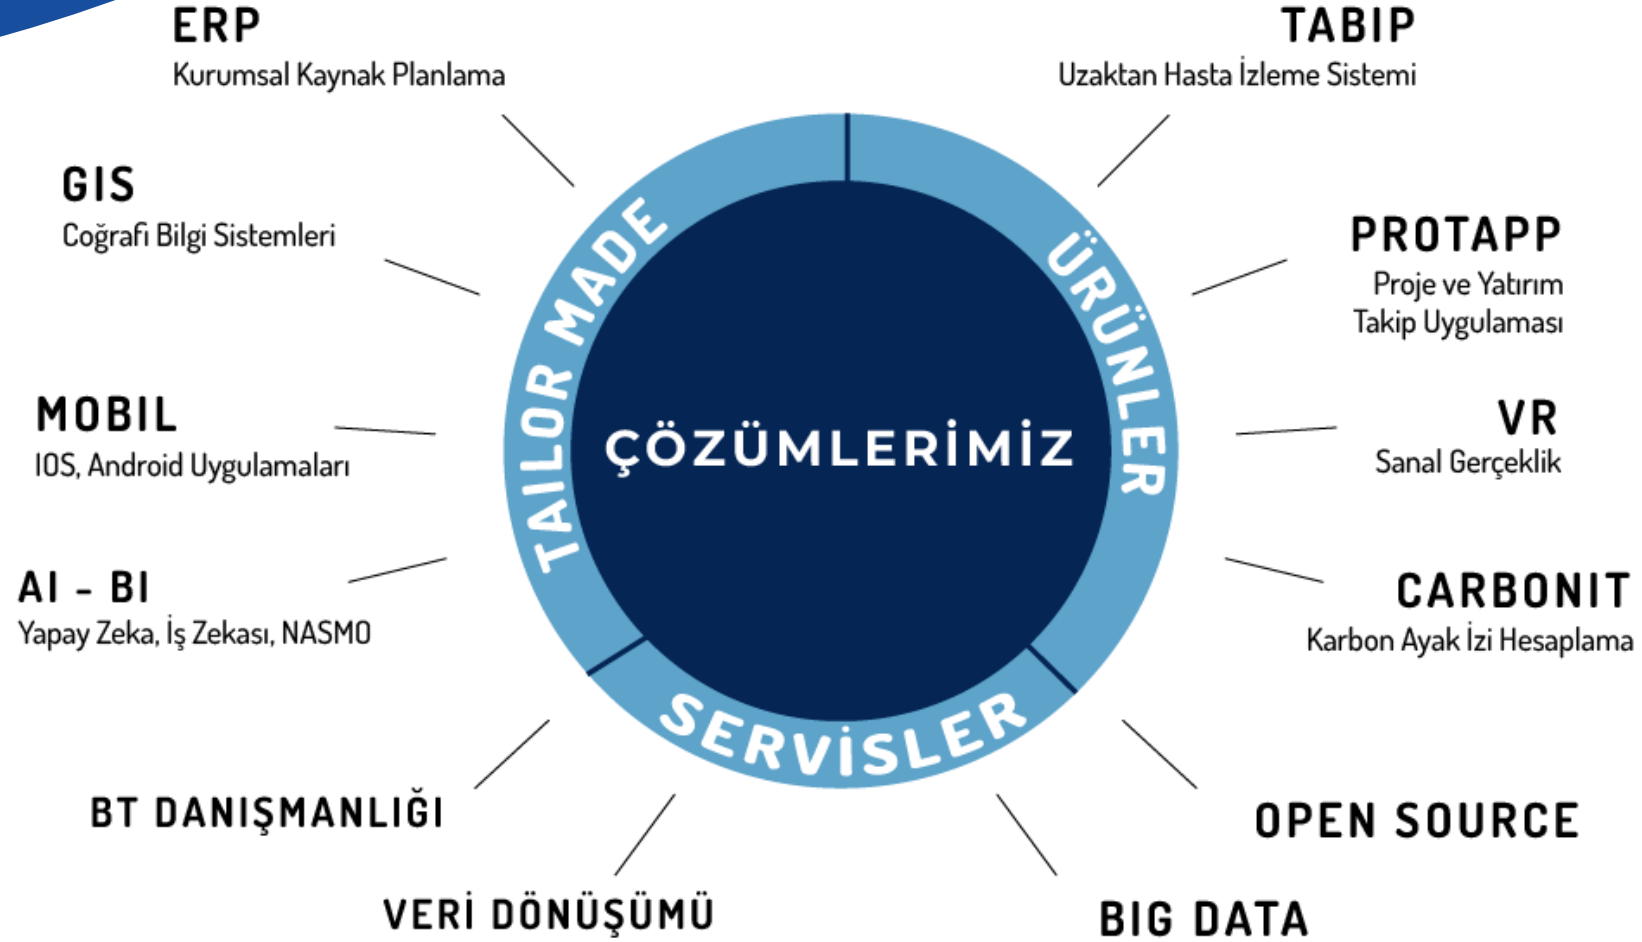 ERP
Kurumsal Kaynak Planlama
TABIP
Uzaktan Hasta İzleme Sistemi
GIS
Coğrafi Bilgi Sistemleri
PROTAPP
Proje ve Yatırım
Takip Uygulaması
MOBIL
IOS, Android Uygulamaları
VR
Sanal Gerçeklik
AI - BI
Yapay Zeka, İş Zekası, NASMO
CARBONIT
Karbon Ayak İzi Hesaplama
TAILOR MADE
ÜRÜNLER
ÇÖZÜMLERİMİZ
SERVİSLER
BT DANIŞMANLIĞI
OPEN SOURCE
VERİ DÖNÜŞÜMÜ
BIG DATA